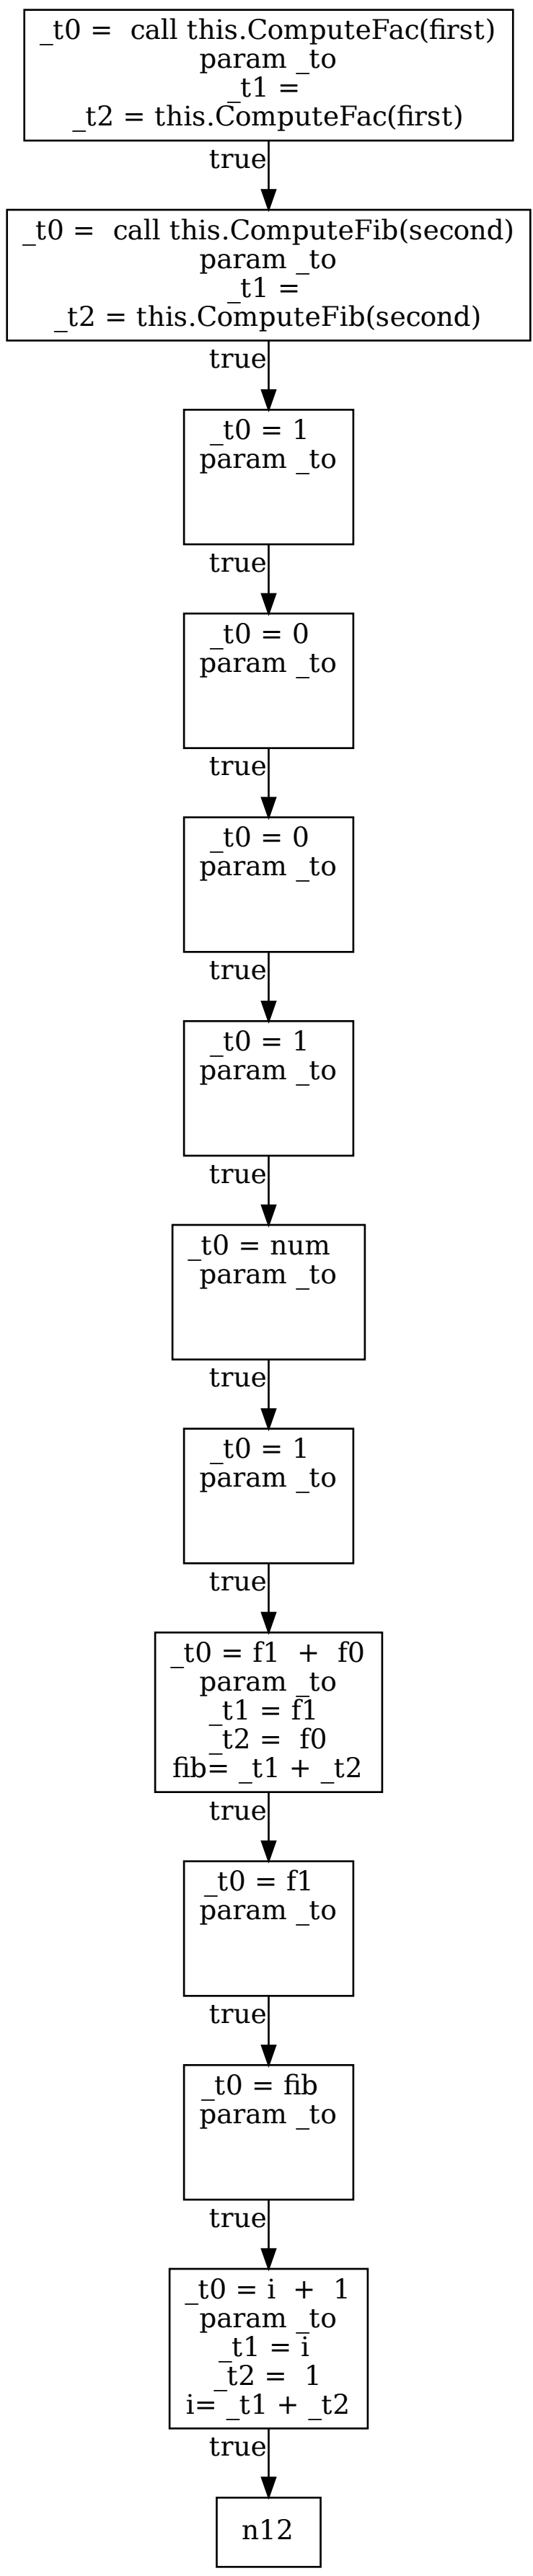 _t0 =  call this.ComputeFac(first)
param _to
_t1 =
_t2 = this.ComputeFac(first)
true
_t0 =  call this.ComputeFib(second)
param _to
_t1 =
_t2 = this.ComputeFib(second)
true
_t0 = 1
param _to
true
_t0 = 0
param _to
true
_t0 = 0
param _to
true
_t0 = 1
param _to
true
_t0 = num
param _to
true
_t0 = 1
param _to
true
_t0 = f1  +  f0
param _to
_t1 = f1
_t2 =  f0
fib= _t1 + _t2
true
_t0 = f1
param _to
true
_t0 = fib
param _to
true
_t0 = i  +  1
param _to
_t1 = i
_t2 =  1
i= _t1 + _t2
true
n12